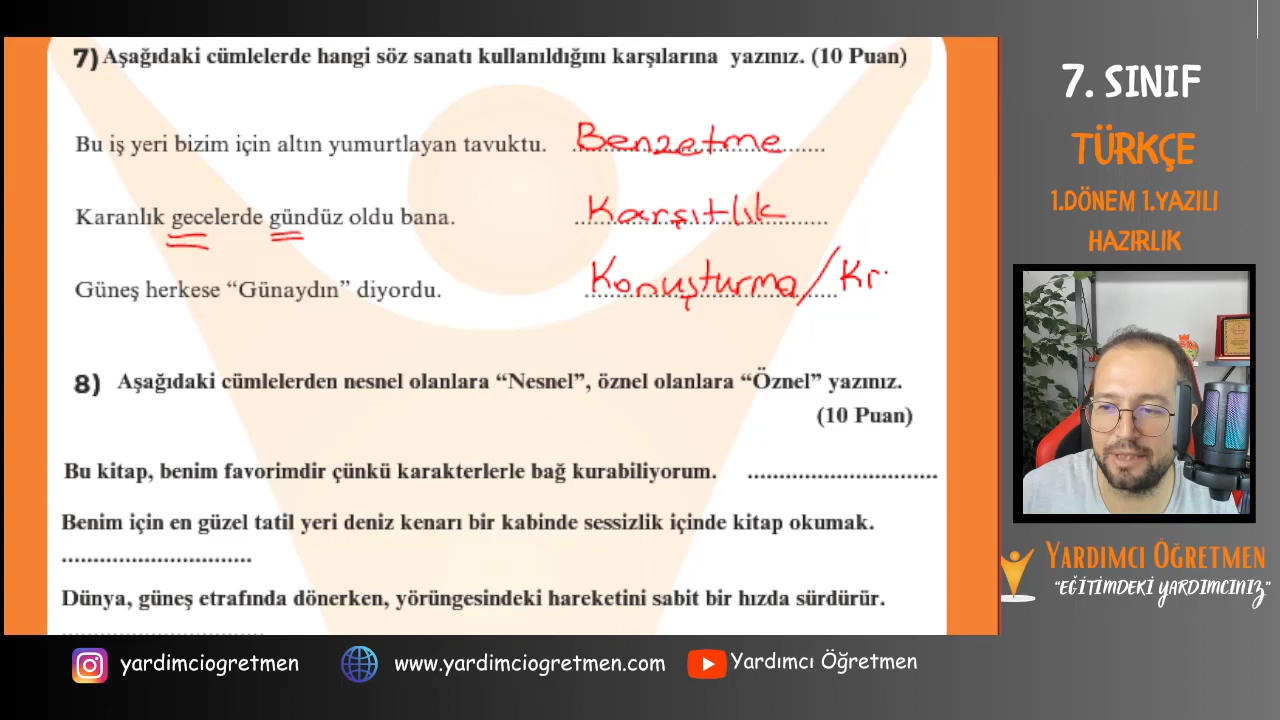 7) Aşağıdaki cümlelerde hangi söz sanatı kullanıldığını karşılarına yazınız. (10 Puan)
Bu iş yeri bizim için altın yumurtlayan tavuktu. Benzetme
Karanlık gecelerde gündüz oldu bana. Karşıtlık
Güneş herkese “Günaydın” diyordu. Konuşturma/Kr
8) Aşağıdaki cümlelerden nesnel olanlara “Nesnel”, öznel olanlara “Öznel” yazınız.
(10 Puan)
Bu kitap, benim favorimdir çünkü karakterlerle bağ kurabiliyorum. ..............................
Benim için en güzel tatil yeri deniz kenarı bir kabinde sessizlik içinde kitap okumak.
..............................
Dünya, güneş etrafında dönerken, yörüngesindeki hareketini sabit bir hızda sürdürür.
................................
7. SINIF
TÜRKÇE
1.DÖNEM 1.YAZILI
HAZIRLIK
YARDIMCI ÖĞRETMEN
“EĞİTİMDEKİ YARDIMCINIZ”
yardimciogretmen
www.yardimciogretmen.com
Yardımcı Öğretmen